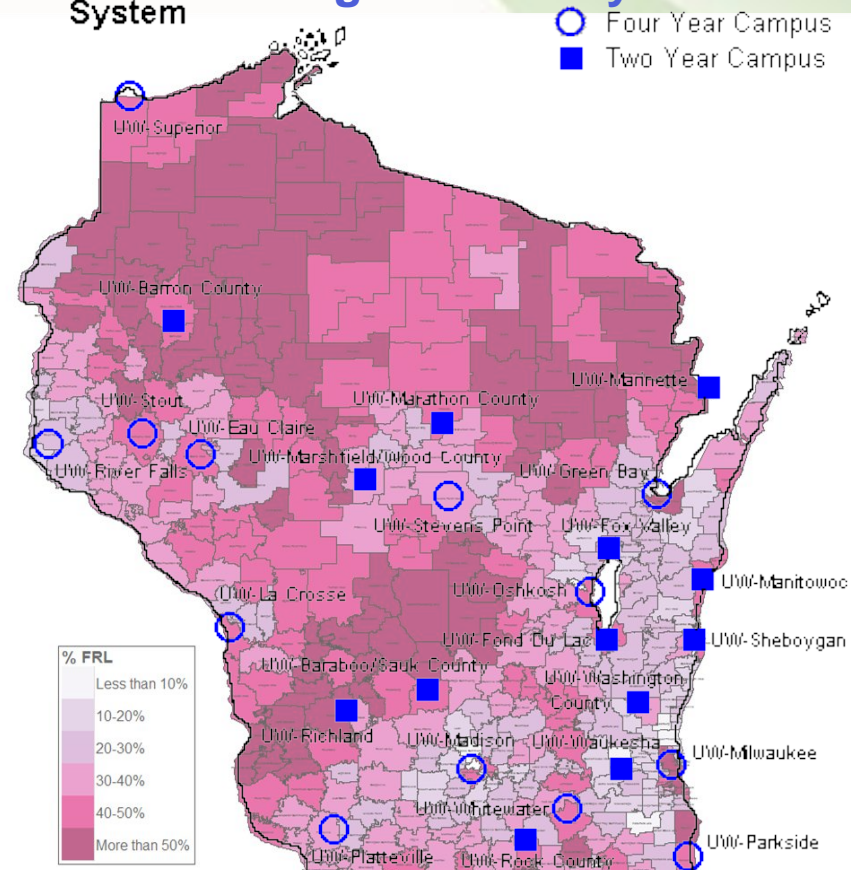 System
Four Year Campus
Two Year Campus
UW-Superior
UW-Barron County
UW-Marinette
UW-Stout
UW-Marathon County
UW-Eau Claire
UW-Marshfield/Wood County
UW-River Falls
UW-Green Bay
UW-Stevens Point
UW-Fox Valley
UW-Manitowoc
UW-Oshkosh
UW-La Crosse
UW-Fond Du Lac
UW-Sheboygan
% FRL
Less than 10%
10-20%
20-30%
30-40%
40-50%
More than 50%
UW-Baraboo/Sauk County
UW-Washington
County
UW-Richland
UW-Madison
UW-Waukesha
UW-Milwaukee
UW-Whitewater
UW-Parkside
UW-Platteville
UW-Rock County